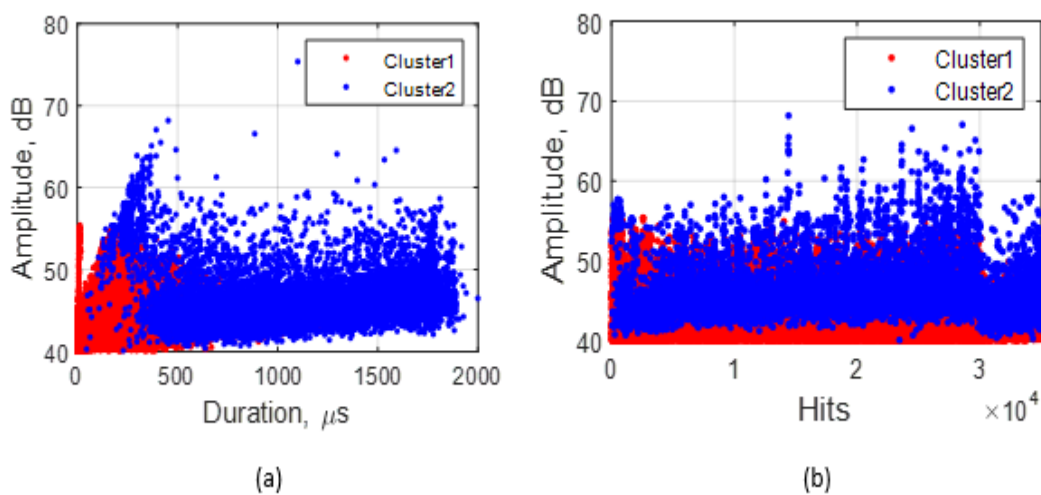 80
70
60
50
40
Amplitude, dB
0
500
1000
1500
2000
Duration, μs
Cluster1
Cluster2
(a)
80
70
60
50
40
Amplitude, dB
0
1
2
3
×10⁴
Hits
Cluster1
Cluster2
(b)